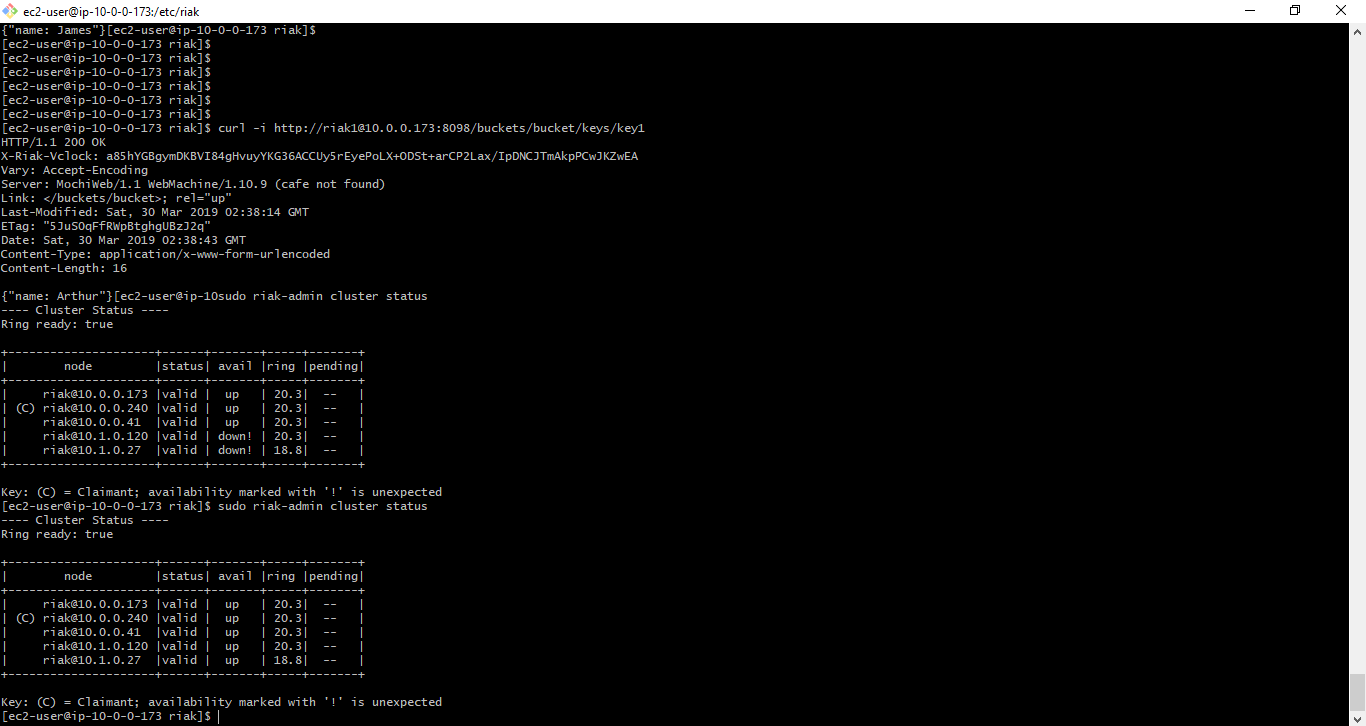 ec2-user@ip-10-0-0-173:/etc/riak
{"name: James"}[ec2-user@ip-10-0-0-173 riak]$
[ec2-user@ip-10-0-0-173 riak]$
[ec2-user@ip-10-0-0-173 riak]$
[ec2-user@ip-10-0-0-173 riak]$
[ec2-user@ip-10-0-0-173 riak]$
[ec2-user@ip-10-0-0-173 riak]$
[ec2-user@ip-10-0-0-173 riak]$
[ec2-user@ip-10-0-0-173 riak]$ curl -i http://riak1@10.0.0.173:8098/buckets/bucket/keys/key1
HTTP/1.1 200 OK
X-Riak-Vclock: a85hYGBgymDKBVI84gHvuyYKG36ACCUy5rEyePoLX+ODSt+arCP2Lax/IpDNCJTmAkpPCwJKZwEA
Vary: Accept-Encoding
Server: MochiWeb/1.1 WebMachine/1.10.9 (cafe not found)
Link: </buckets/bucket>; rel="up"
Last-Modified: Sat, 30 Mar 2019 02:38:14 GMT
ETag: "5JuSOqFfRWpBtghgUBzJ2q"
Date: Sat, 30 Mar 2019 02:38:43 GMT
Content-Type: application/x-www-form-urlencoded
Content-Length: 16
{"name: Arthur"}[ec2-user@ip-10sudo riak-admin cluster status
---- Cluster Status ----
Ring ready: true
+---------------------+------+-------+-----+-------+
|        node         |status| avail |ring |pending|
+---------------------+------+-------+-----+-------+
|     riak@10.0.0.173 |valid |  up   | 20.3|  --   |
| (C) riak@10.0.0.240 |valid |  up   | 20.3|  --   |
|     riak@10.0.0.41  |valid |  up   | 20.3|  --   |
|     riak@10.1.0.120 |valid | down! | 20.3|  --   |
|     riak@10.1.0.27  |valid | down! | 18.8|  --   |
+---------------------+------+-------+-----+-------+
Key: (C) = Claimant; availability marked with '!' is unexpected
[ec2-user@ip-10-0-0-173 riak]$ sudo riak-admin cluster status
---- Cluster Status ----
Ring ready: true
+---------------------+------+-------+-----+-------+
|        node         |status| avail |ring |pending|
+---------------------+------+-------+-----+-------+
|     riak@10.0.0.173 |valid |  up   | 20.3|  --   |
| (C) riak@10.0.0.240 |valid |  up   | 20.3|  --   |
|     riak@10.0.0.41  |valid |  up   | 20.3|  --   |
|     riak@10.1.0.120 |valid |  up   | 20.3|  --   |
|     riak@10.1.0.27  |valid |  up   | 18.8|  --   |
+---------------------+------+-------+-----+-------+
Key: (C) = Claimant; availability marked with '!' is unexpected
[ec2-user@ip-10-0-0-173 riak]$